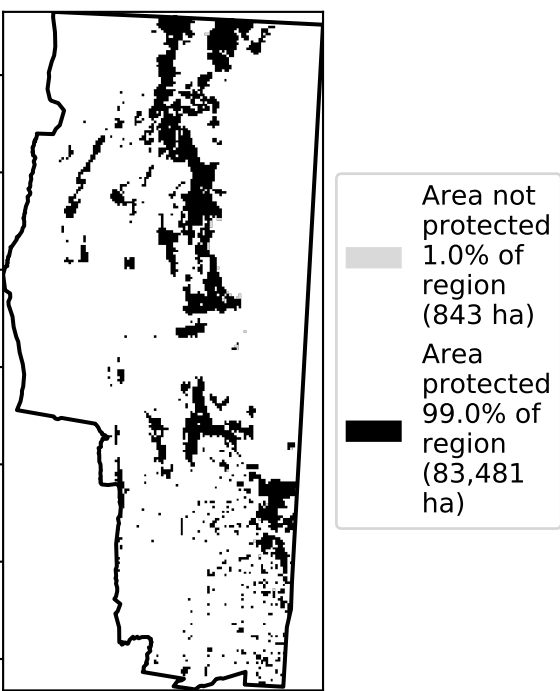 Area not
protected
1.0% of
region
(843 ha)
Area
protected
99.0% of
region
(83,481
ha)